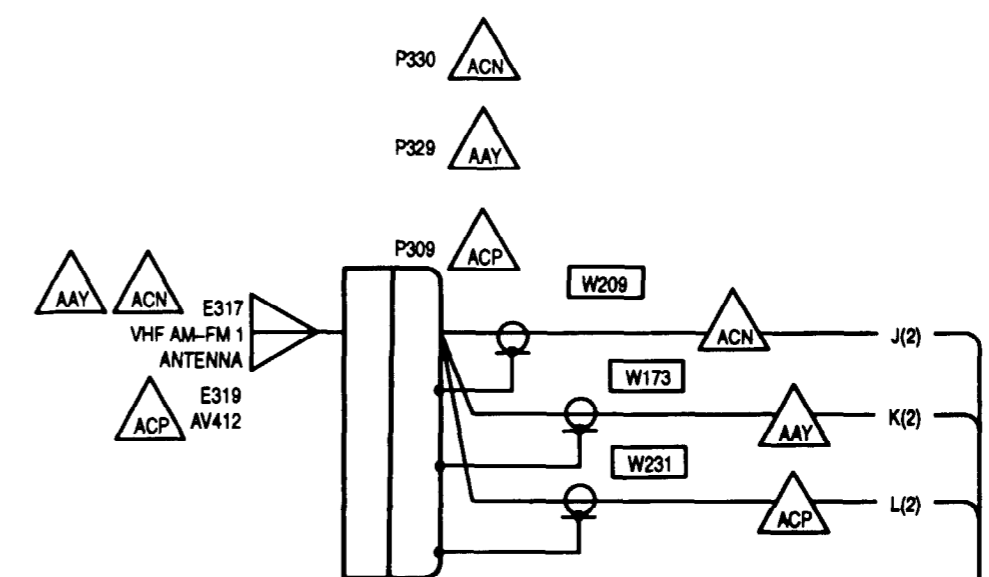 P330 ACN
P329 AAY
P309 ACP
W209
AAY ACN E317
VHF AM–FM 1
ANTENNA
ACN J(2)
W173
E319
ACP AV412
AAY K(2)
W231
ACP L(2)